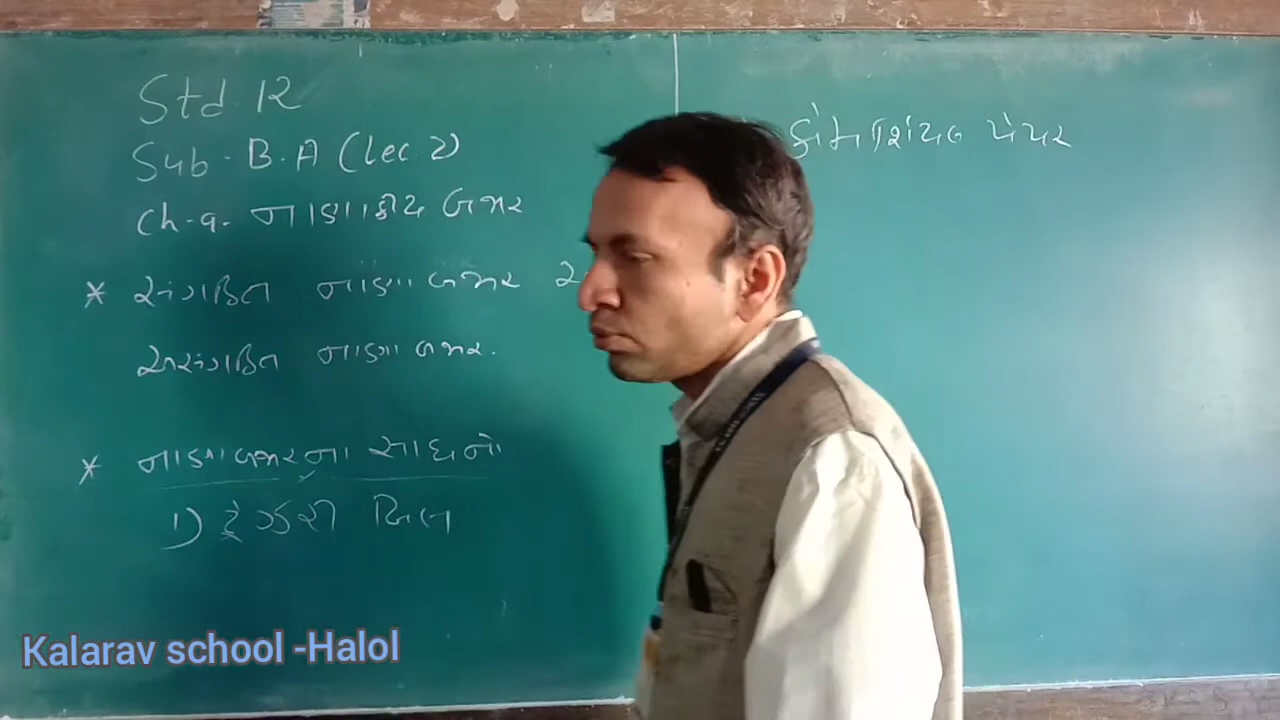 Std 12
Sub - B.A (Lec 2)
Ch-9. નાણાકીય બજાર
* સંગઠિત નાણા બજાર
અસંગઠિત નાણા બજાર.
* નાણાબજારના સાધનો
1) ટ્રેઝરી બિલ
કોમર્શિયલ પેપર
Kalarav school -Halol